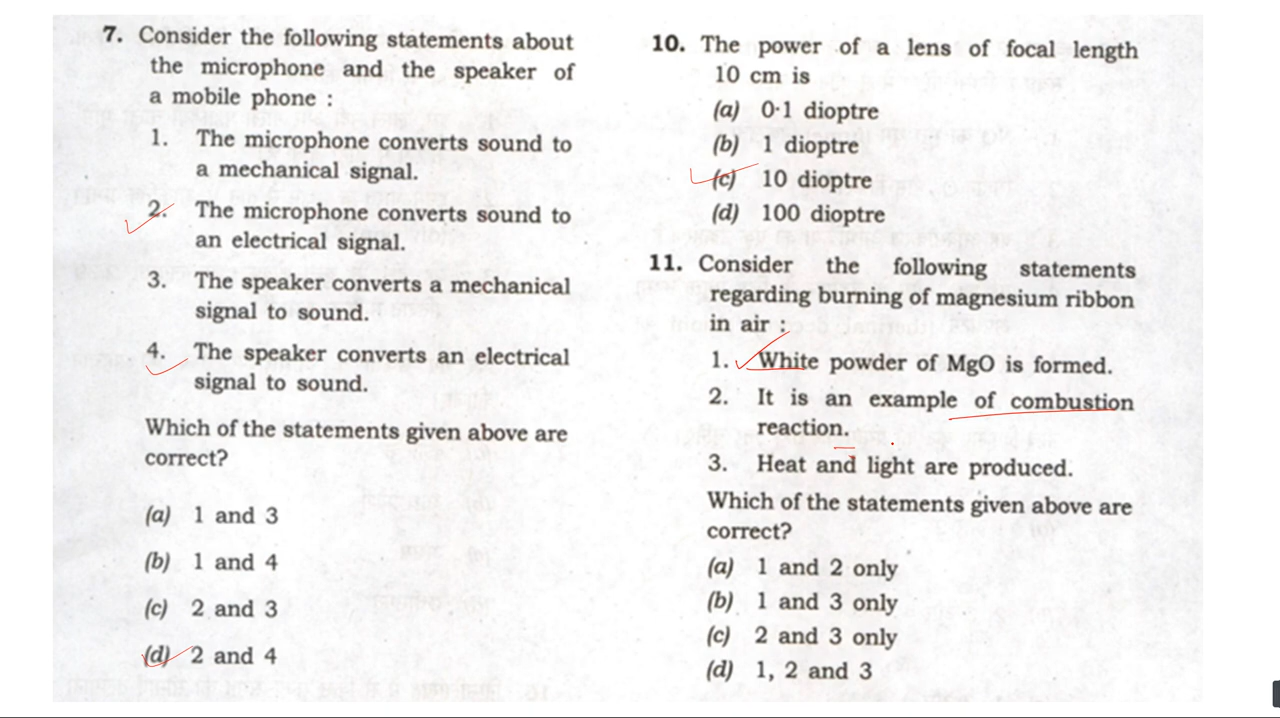 7. Consider the following statements about
the microphone and the speaker of
a mobile phone :
1. The microphone converts sound to
a mechanical signal.
2. The microphone converts sound to
an electrical signal.
3. The speaker converts a mechanical
signal to sound.
4. The speaker converts an electrical
signal to sound.
Which of the statements given above are
correct?
(a) 1 and 3
(b) 1 and 4
(c) 2 and 3
(d) 2 and 4
10. The power of a lens of focal length
10 cm is
(a) 0·1 dioptre
(b) 1 dioptre
(c) 10 dioptre
(d) 100 dioptre
11. Consider the following statements
regarding burning of magnesium ribbon
in air :
1. White powder of MgO is formed.
2. It is an example of combustion
reaction.
3. Heat and light are produced.
Which of the statements given above are
correct?
(a) 1 and 2 only
(b) 1 and 3 only
(c) 2 and 3 only
(d) 1, 2 and 3